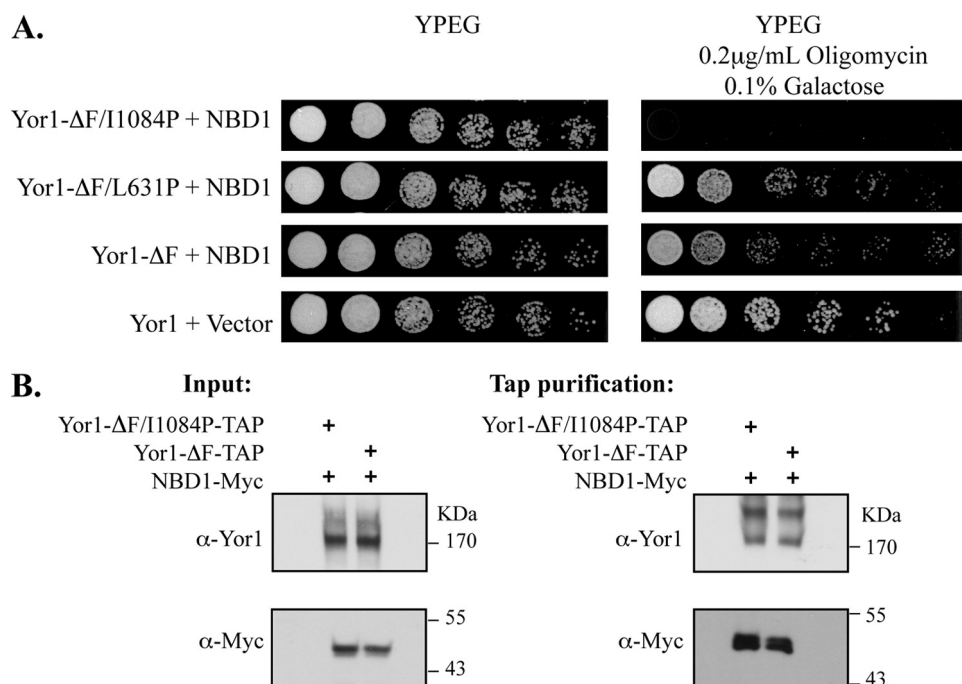 A.
YPEG
YPEG
0.2μg/mL Oligomycin
0.1% Galactose
Yor1-ΔF/I1084P + NBD1
Yor1-ΔF/L631P + NBD1
Yor1-ΔF + NBD1
Yor1 + Vector
B.
Input:
Tap purification:
Yor1-ΔF/I1084P-TAP +
Yor1-ΔF-TAP +
NBD1-Myc + +
KDa
α-Yor1
170
α-Myc
55
43
Yor1-ΔF/I1084P-TAP +
Yor1-ΔF-TAP +
NBD1-Myc + +
KDa
α-Yor1
170
α-Myc
55
43